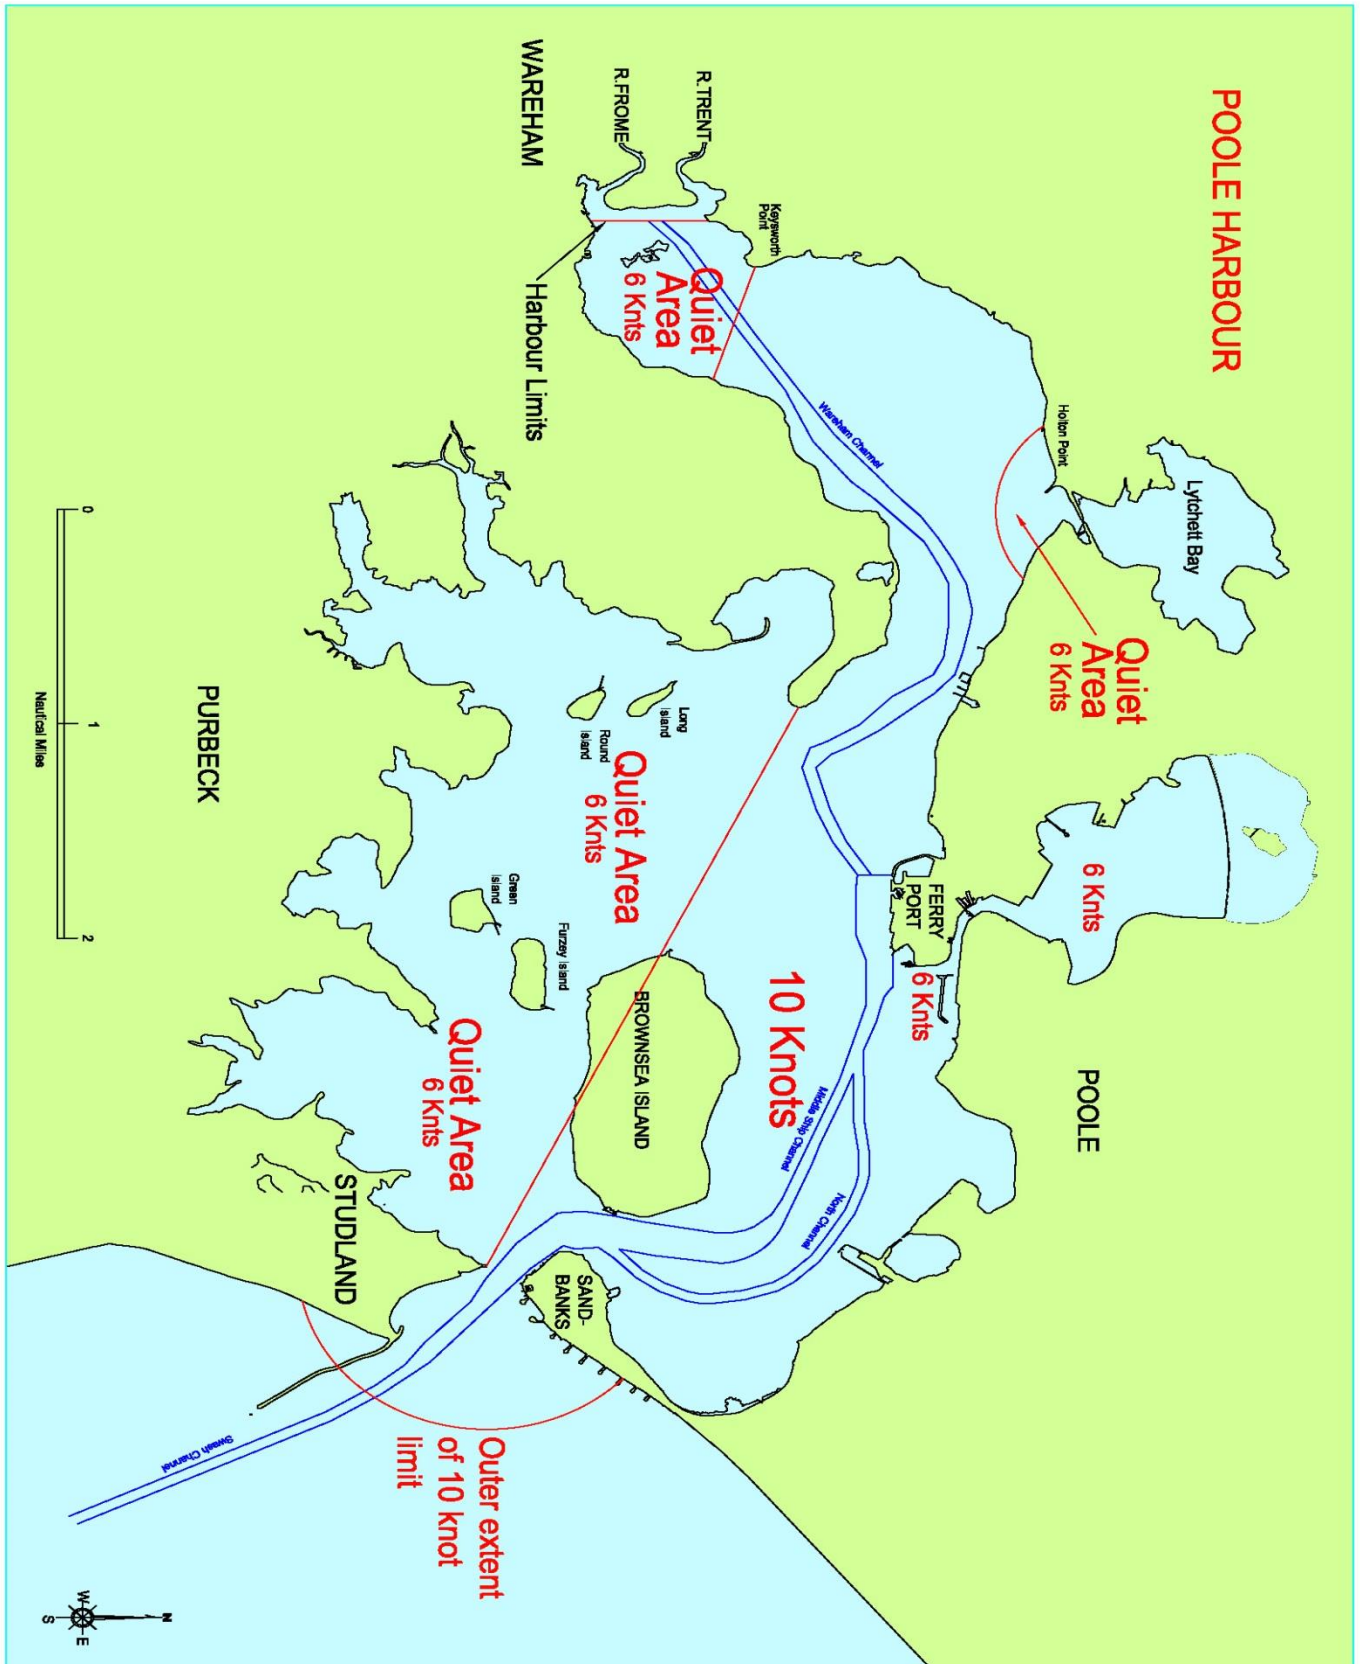 POOLE HARBOUR
Lytchett Bay
Holton Point
Quiet
Area
6 Knts
6 Knts
POOLE
FERRY
PORT
6 Knts
Keysworth
Point
R.TRENT
R.FROME
WAREHAM
Quiet
Area
6 Knts
Harbour Limits
Wareham Channel
10 Knots
Middle Ship Channel
North Channel
Long
Island
Round
Island
Quiet Area
6 Knts
BROWNSEA ISLAND
Green
Island
Furzey Island
SAND-
BANKS
Quiet Area
6 Knts
STUDLAND
Outer extent
of 10 knot
limit
Swash Channel
PURBECK
0
1
2
Nautical Miles
N
W
E
S